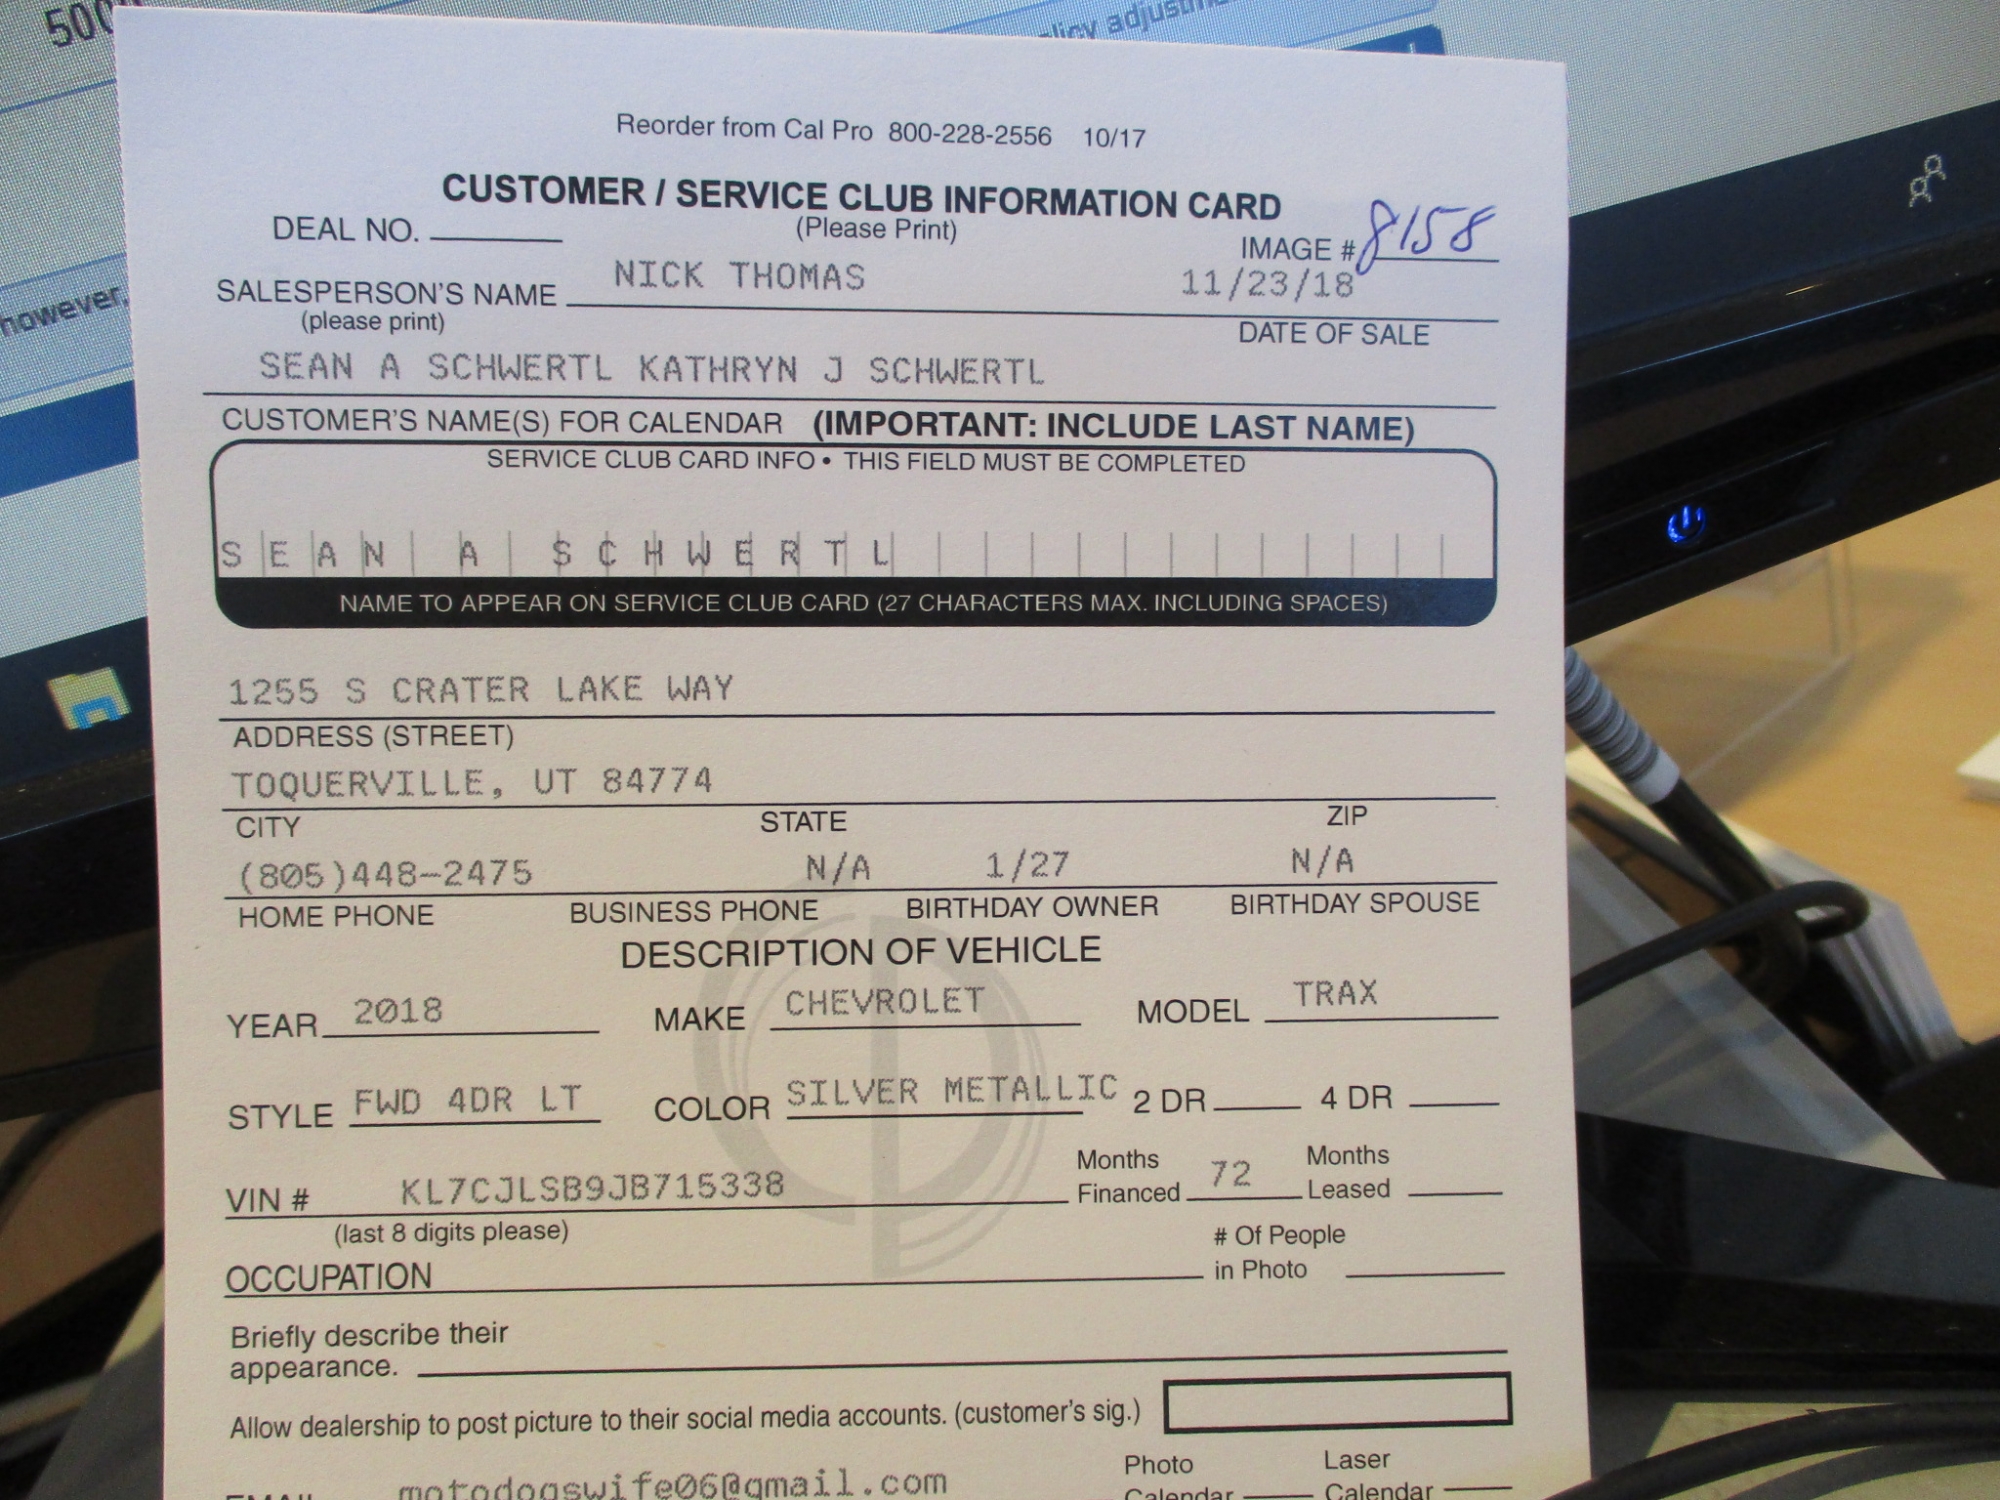 500
licy adjustm
however,
Reorder from Cal Pro 800-228-2556 10/17
CUSTOMER / SERVICE CLUB INFORMATION CARD
(Please Print)
DEAL NO.
IMAGE # 8158
SALESPERSON'S NAME NICK THOMAS 11/23/18
(please print) DATE OF SALE
SEAN A SCHWERTL KATHRYN J SCHWERTL
CUSTOMER'S NAME(S) FOR CALENDAR (IMPORTANT: INCLUDE LAST NAME)
SERVICE CLUB CARD INFO • THIS FIELD MUST BE COMPLETED
SEAN A SCHWERTL
NAME TO APPEAR ON SERVICE CLUB CARD (27 CHARACTERS MAX. INCLUDING SPACES)
1255 S CRATER LAKE WAY
ADDRESS (STREET)
TOQUERVILLE, UT 84774
CITY STATE ZIP
(805)448-2475 N/A 1/27 N/A
HOME PHONE BUSINESS PHONE BIRTHDAY OWNER BIRTHDAY SPOUSE
DESCRIPTION OF VEHICLE
YEAR 2018 MAKE CHEVROLET MODEL TRAX
STYLE FWD 4DR LT COLOR SILVER METALLIC 2 DR 4 DR
VIN # KL7CJLSB9JB715338 Months Financed 72 Months Leased
(last 8 digits please)
OCCUPATION # Of People in Photo
Briefly describe their
appearance.
Allow dealership to post picture to their social media accounts. (customer's sig.)
EMAIL motodogswife06@gmail.com Photo Calendar Laser Calendar